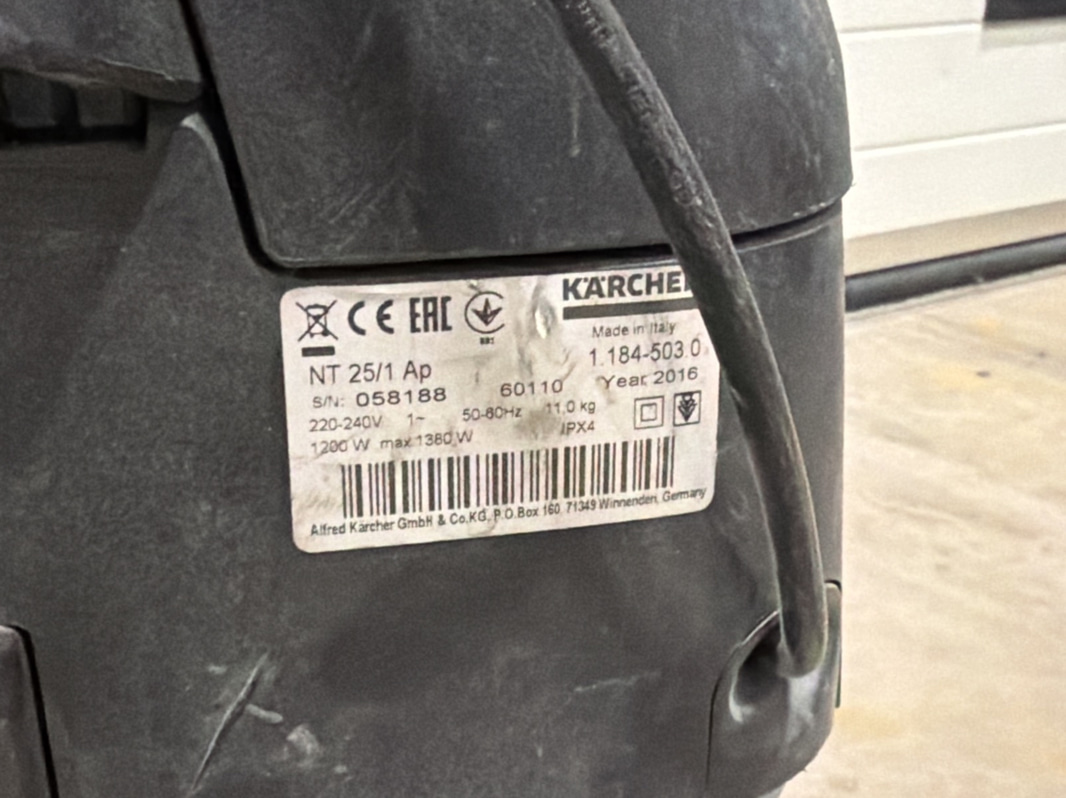 CE EAC
KÄRCHE
Made in Italy
1.184-503.0
NT 25/1 Ap
S/N: 058188 60110 Year 2016
220-240V 1~ 50-60Hz 11,0 kg
1200 W max 1380 W IPX4
Alfred Kärcher GmbH & Co.KG, P.O.Box 160, 71349 Winnenden, Germany